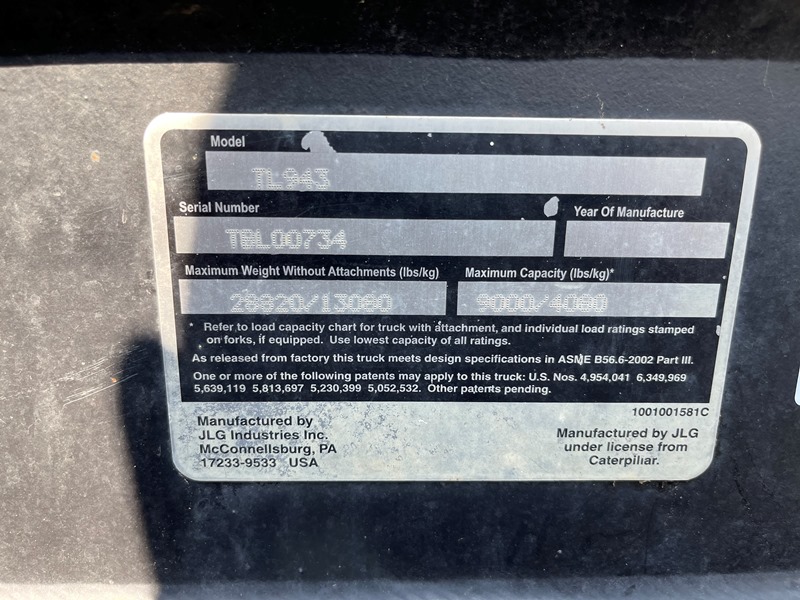 Model
TL943
Serial Number
TBL00734
Year Of Manufacture
Maximum Weight Without Attachments (lbs/kg)
28820/13080
Maximum Capacity (lbs/kg)*
9000/4080
* Refer to load capacity chart for truck with attachment, and individual load ratings stamped
on forks, if equipped. Use lowest capacity of all ratings.
As released from factory this truck meets design specifications in ASME B56.6-2002 Part III.
One or more of the following patents may apply to this truck: U.S. Nos. 4,954,041 6,349,969
5,639,119 5,813,697 5,230,399 5,052,532. Other patents pending.
1001001581C
Manufactured by
JLG Industries Inc.
McConnellsburg, PA
17233-9533 USA
Manufactured by JLG
under license from
Caterpillar.